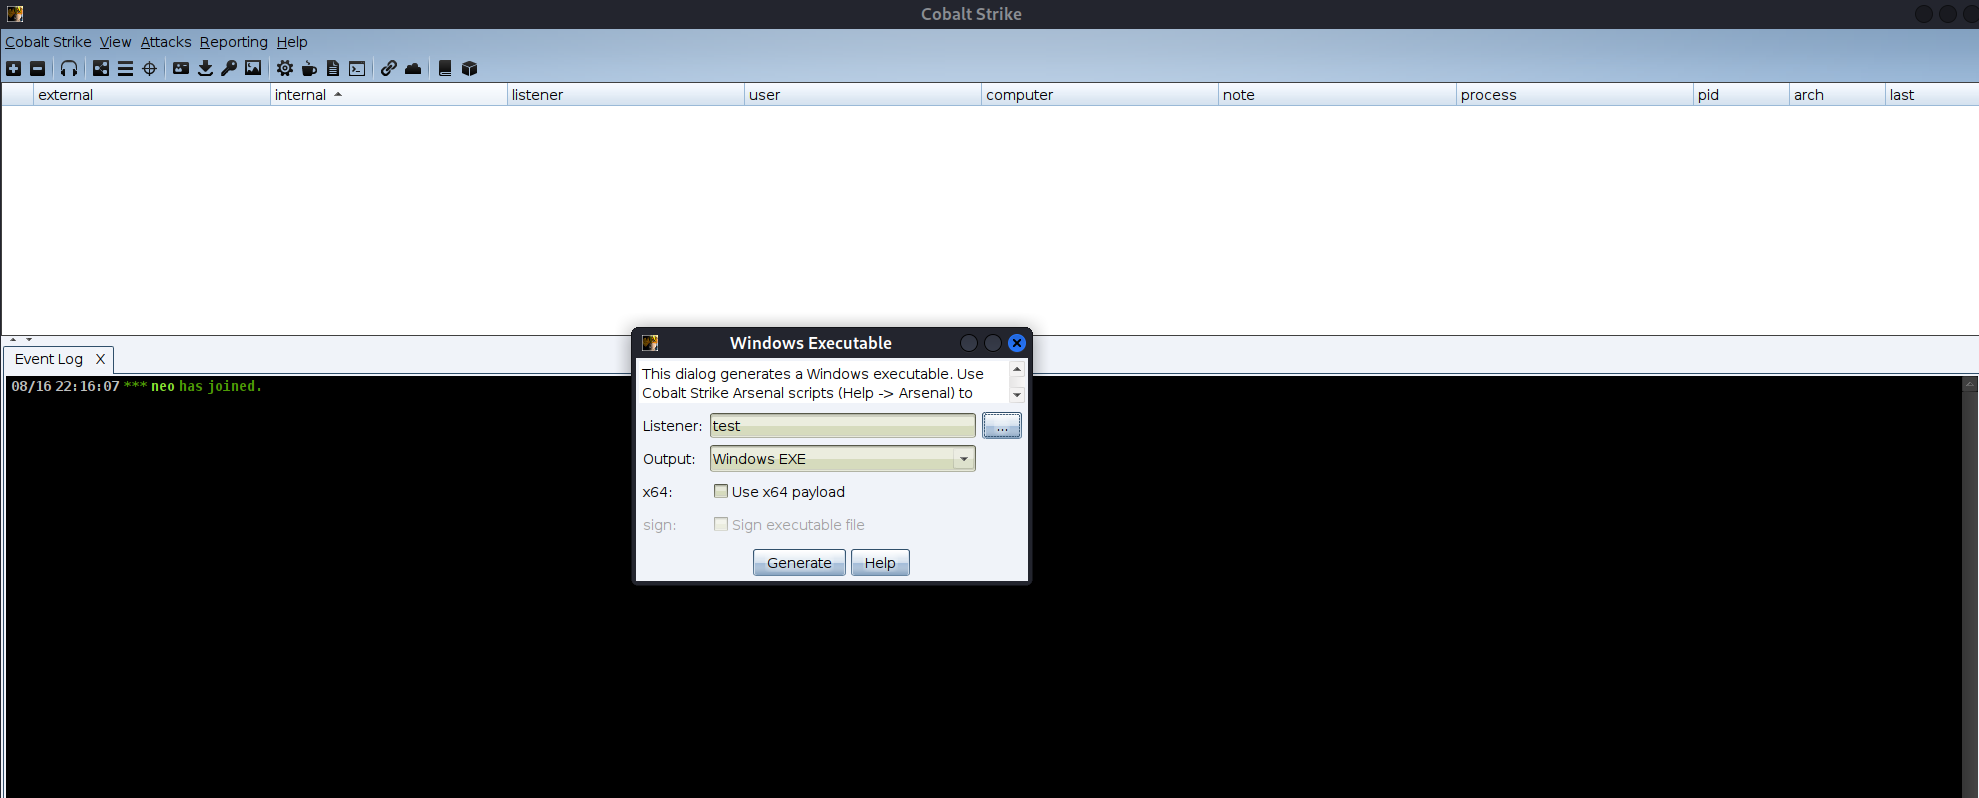 Cobalt Strike
Cobalt Strike View Attacks Reporting Help
external internal listener user computer note process pid arch last
Event Log X
08/16 22:16:07 *** neo has joined.
Windows Executable
This dialog generates a Windows executable. Use
Cobalt Strike Arsenal scripts (Help -> Arsenal) to
Listener: test ...
Output: Windows EXE
x64: Use x64 payload
sign: Sign executable file
Generate Help